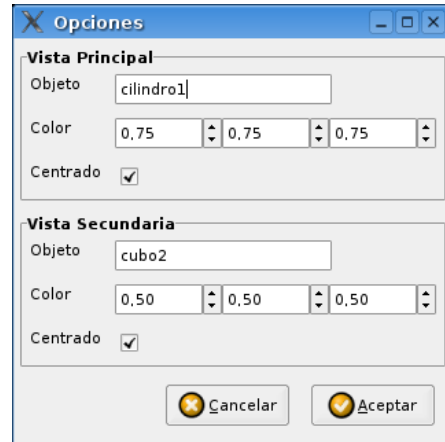 Opciones
Vista Principal
Objeto cilindro1
Color 0,75 0,75 0,75
Centrado
Vista Secundaria
Objeto cubo2
Color 0,50 0,50 0,50
Centrado
Cancelar Aceptar